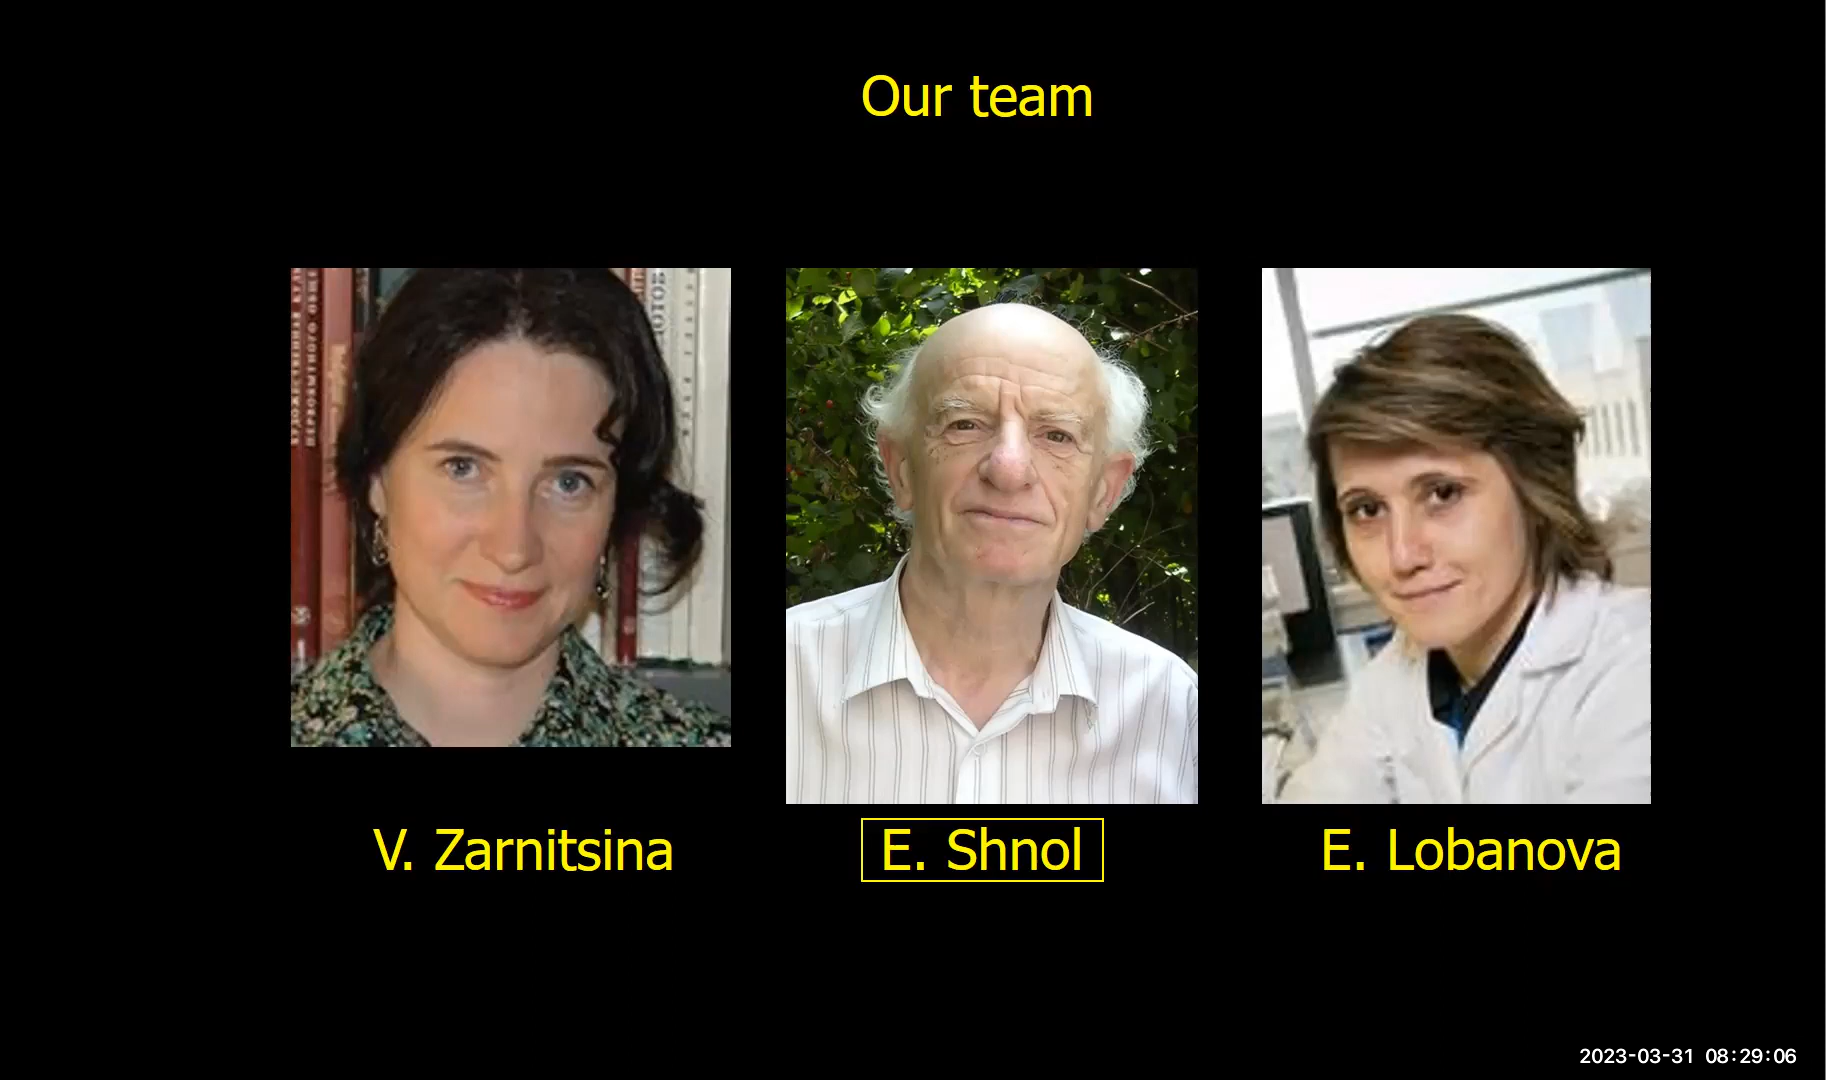 Our team
V. Zarnitsina
E. Shnol
E. Lobanova
2023-03-31 08:29:06